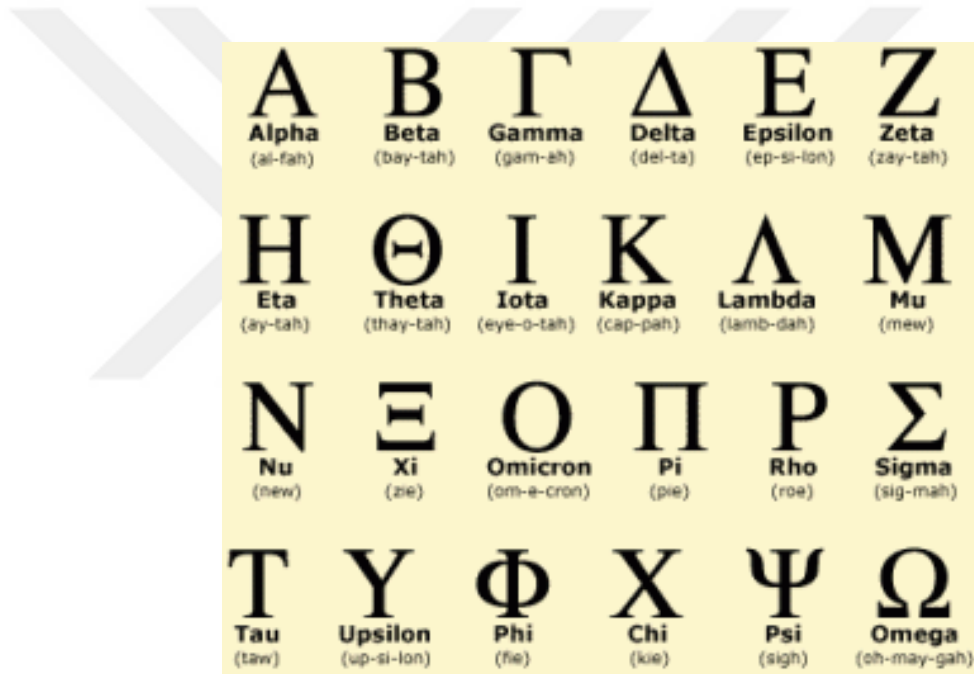 Α Β Γ Δ Ε Ζ
Alpha Beta Gamma Delta Epsilon Zeta
(al-fah) (bay-tah) (gam-ah) (del-ta) (ep-si-lon) (zay-tah)
Η Θ Ι Κ Λ Μ
Eta Theta Iota Kappa Lambda Mu
(ay-tah) (thay-tah) (eye-o-tah) (cap-pah) (lamb-dah) (mew)
Ν Ξ Ο Π Ρ Σ
Nu Xi Omicron Pi Rho Sigma
(new) (zie) (om-e-cron) (pie) (roe) (sig-mah)
Τ Υ Φ Χ Ψ Ω
Tau Upsilon Phi Chi Psi Omega
(taw) (up-si-lon) (fie) (kie) (sigh) (oh-may-gah)